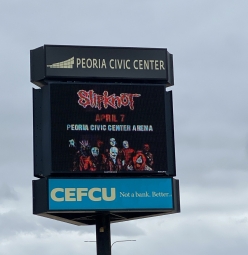 PEORIA CIVIC CENTER
SLIPKNOT
APRIL 7
PEORIA CIVIC CENTER ARENA
CEFCU Not a bank. Better.